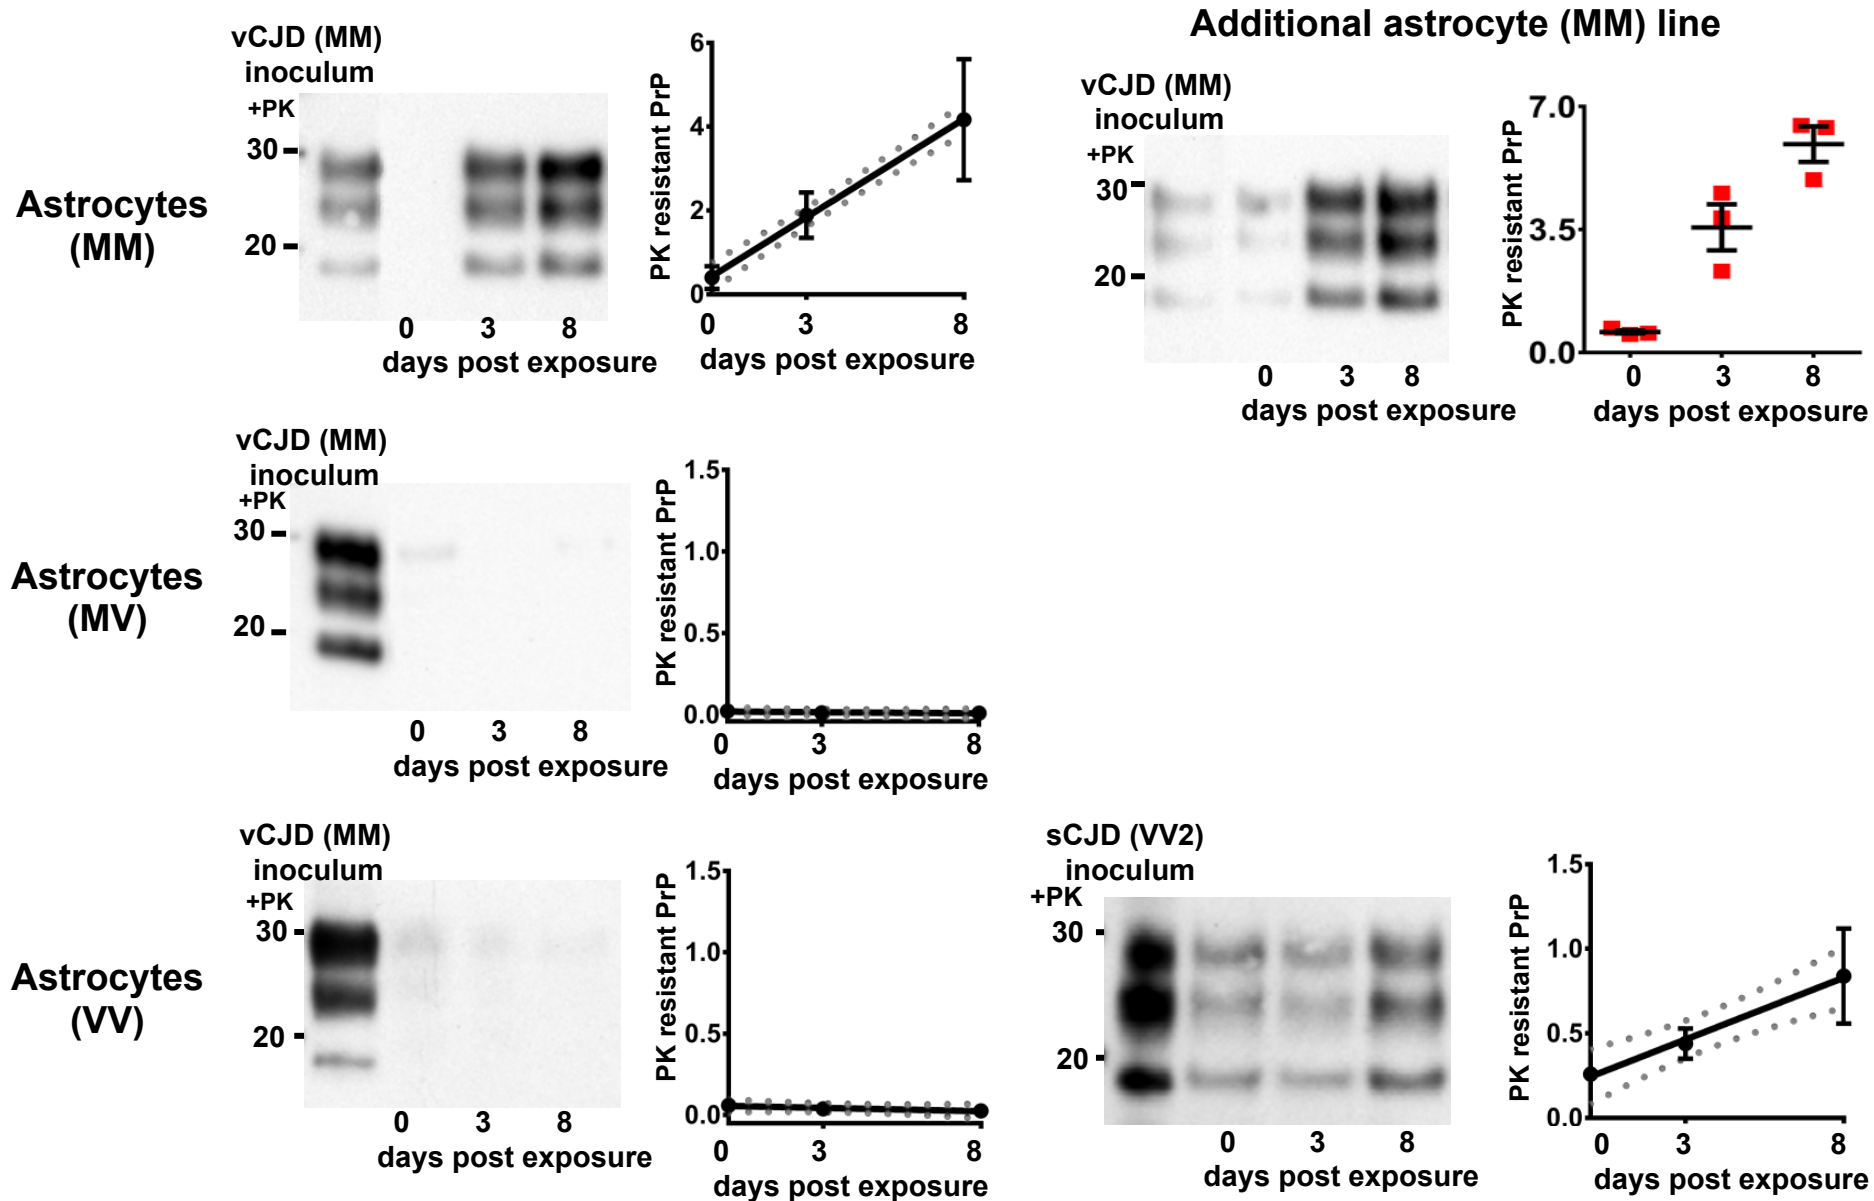 Additional astrocyte (MM) line
vCJD (MM)
inoculum
+PK
30
20
Astrocytes
(MM)
0 3 8
days post exposure
PK resistant PrP
6
4
2
0
0 3 8
days post exposure
vCJD (MM)
inoculum
+PK
30
20
0 3 8
days post exposure
PK resistant PrP
7.0
3.5
0.0
0 3 8
days post exposure
vCJD (MM)
inoculum
+PK
30
20
Astrocytes
(MV)
0 3 8
days post exposure
PK resistant PrP
1.5
1.0
0.5
0.0
0 3 8
days post exposure
vCJD (MM)
inoculum
+PK
30
20
Astrocytes
(VV)
0 3 8
days post exposure
PK resistant PrP
1.5
1.0
0.5
0.0
0 3 8
days post exposure
sCJD (VV2)
inoculum
+PK
30
20
0 3 8
days post exposure
PK resistant PrP
1.5
1.0
0.5
0.0
0 3 8
days post exposure